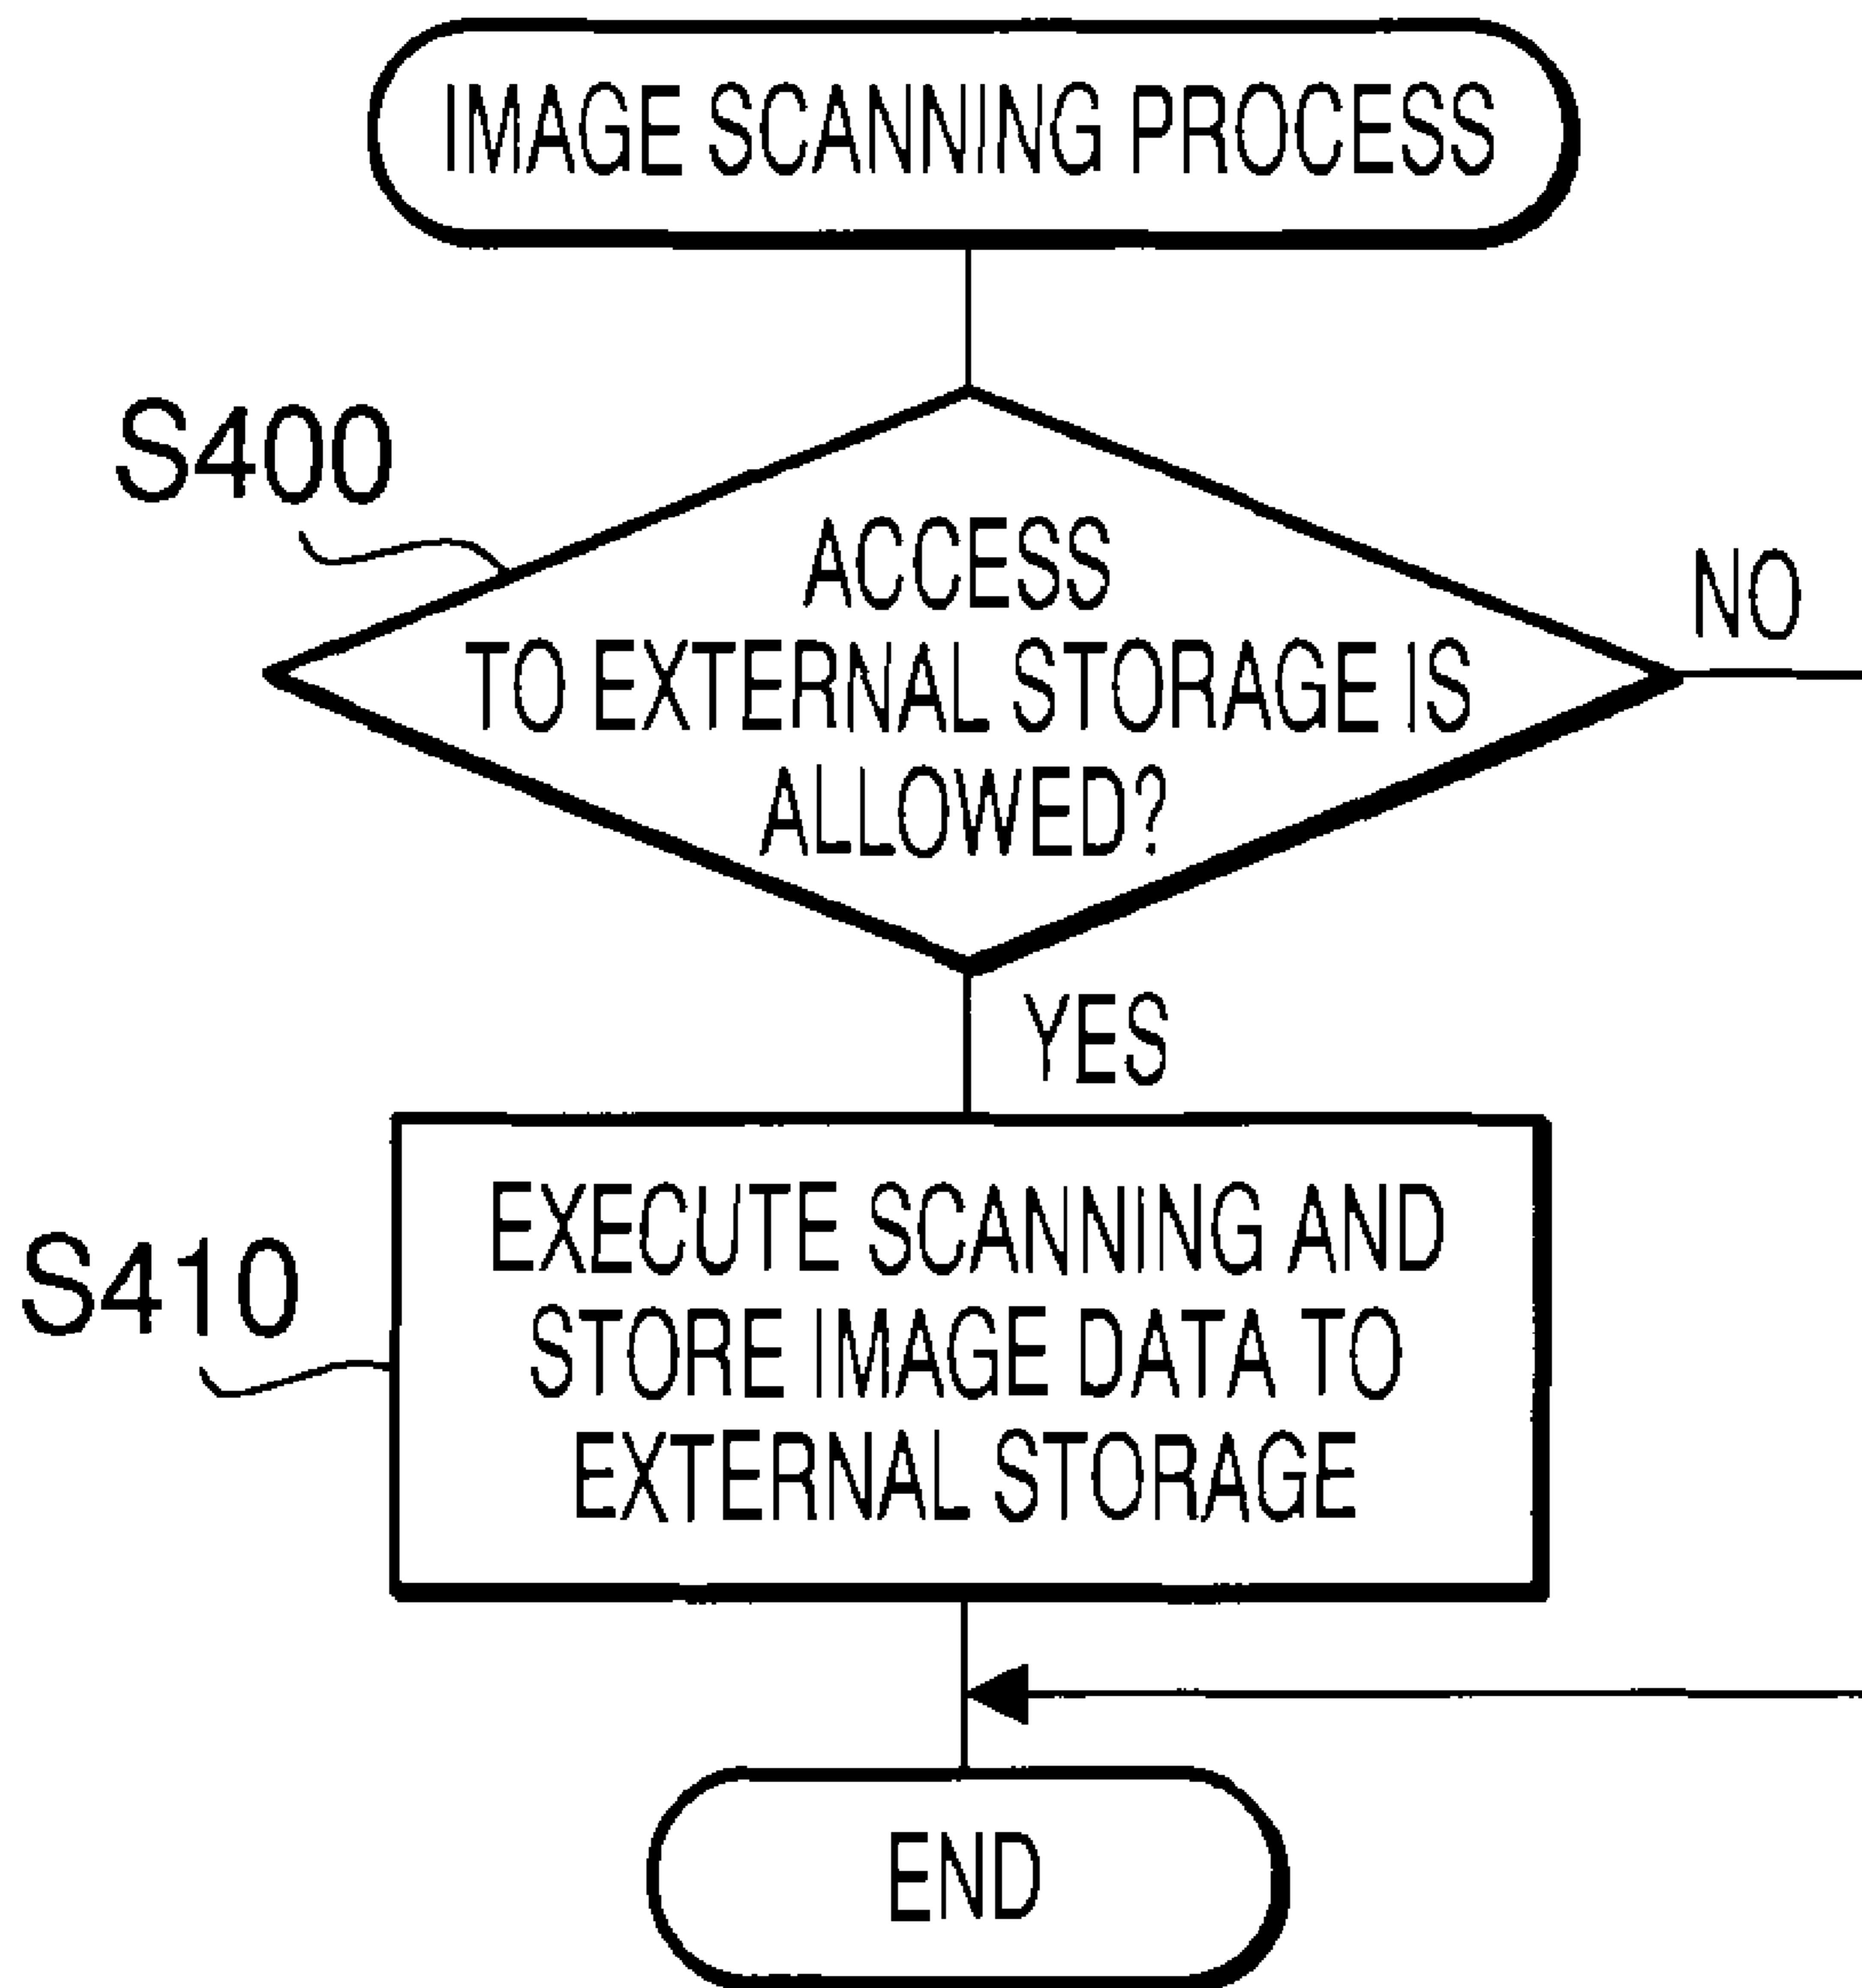 IMAGE SCANNING PROCESS
S400
ACCESS
TO EXTERNAL STORAGE IS
ALLOWED?
NO
YES
S410
EXECUTE SCANNING AND
STORE IMAGE DATA TO
EXTERNAL STORAGE
END